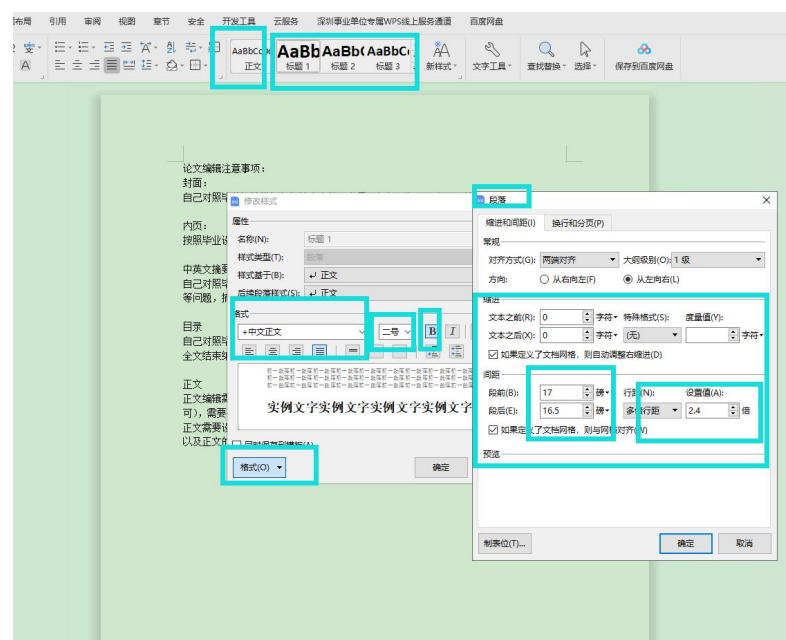 布局 引用 审阅 视图 章节 安全 开发工具 云服务 深圳事业单位专属WPS线上服务通道 百度网盘
AaBbCcD AaBb AaBb( AaBbC
正文 标题 1 标题 2 标题 3 新样式 文字工具 查找替换 选择 保存到百度网盘
论文编辑注意事项：
封面：
自己对照毕
内页：
按照毕业设
中英文摘要
自己对照毕
等问题，
目录
自己对照毕
全文结束
正文
正文编辑需
可），需要
正文需要设
以及正文的
修改样式
属性
名称(N): 标题 1
样式类型(T): 段落
样式基于(B): ↵ 正文
后续段落样式(S): ↵ 正文
格式
+中文正文 二号 B I
实例文字实例文字实例文字实例文字
同时保存到模板(A)
格式(O) 确定
段落
缩进和间距(I) 换行和分页(P)
常规
对齐方式(G): 两端对齐 大纲级别(O): 1 级
方向: 从右向左(F) 从左向右(L)
缩进
文本之前(R): 0 字符 特殊格式(S): 度量值(Y):
文本之后(X): 0 字符 (无) 字符
如果定义了文档网格，则自动调整右缩进(D)
间距
段前(B): 17 磅 行距(N): 设置值(A):
段后(E): 16.5 磅 多倍行距 2.4 倍
如果定义了文档网格，则与网格对齐(W)
预览
制表位(T)... 确定 取消